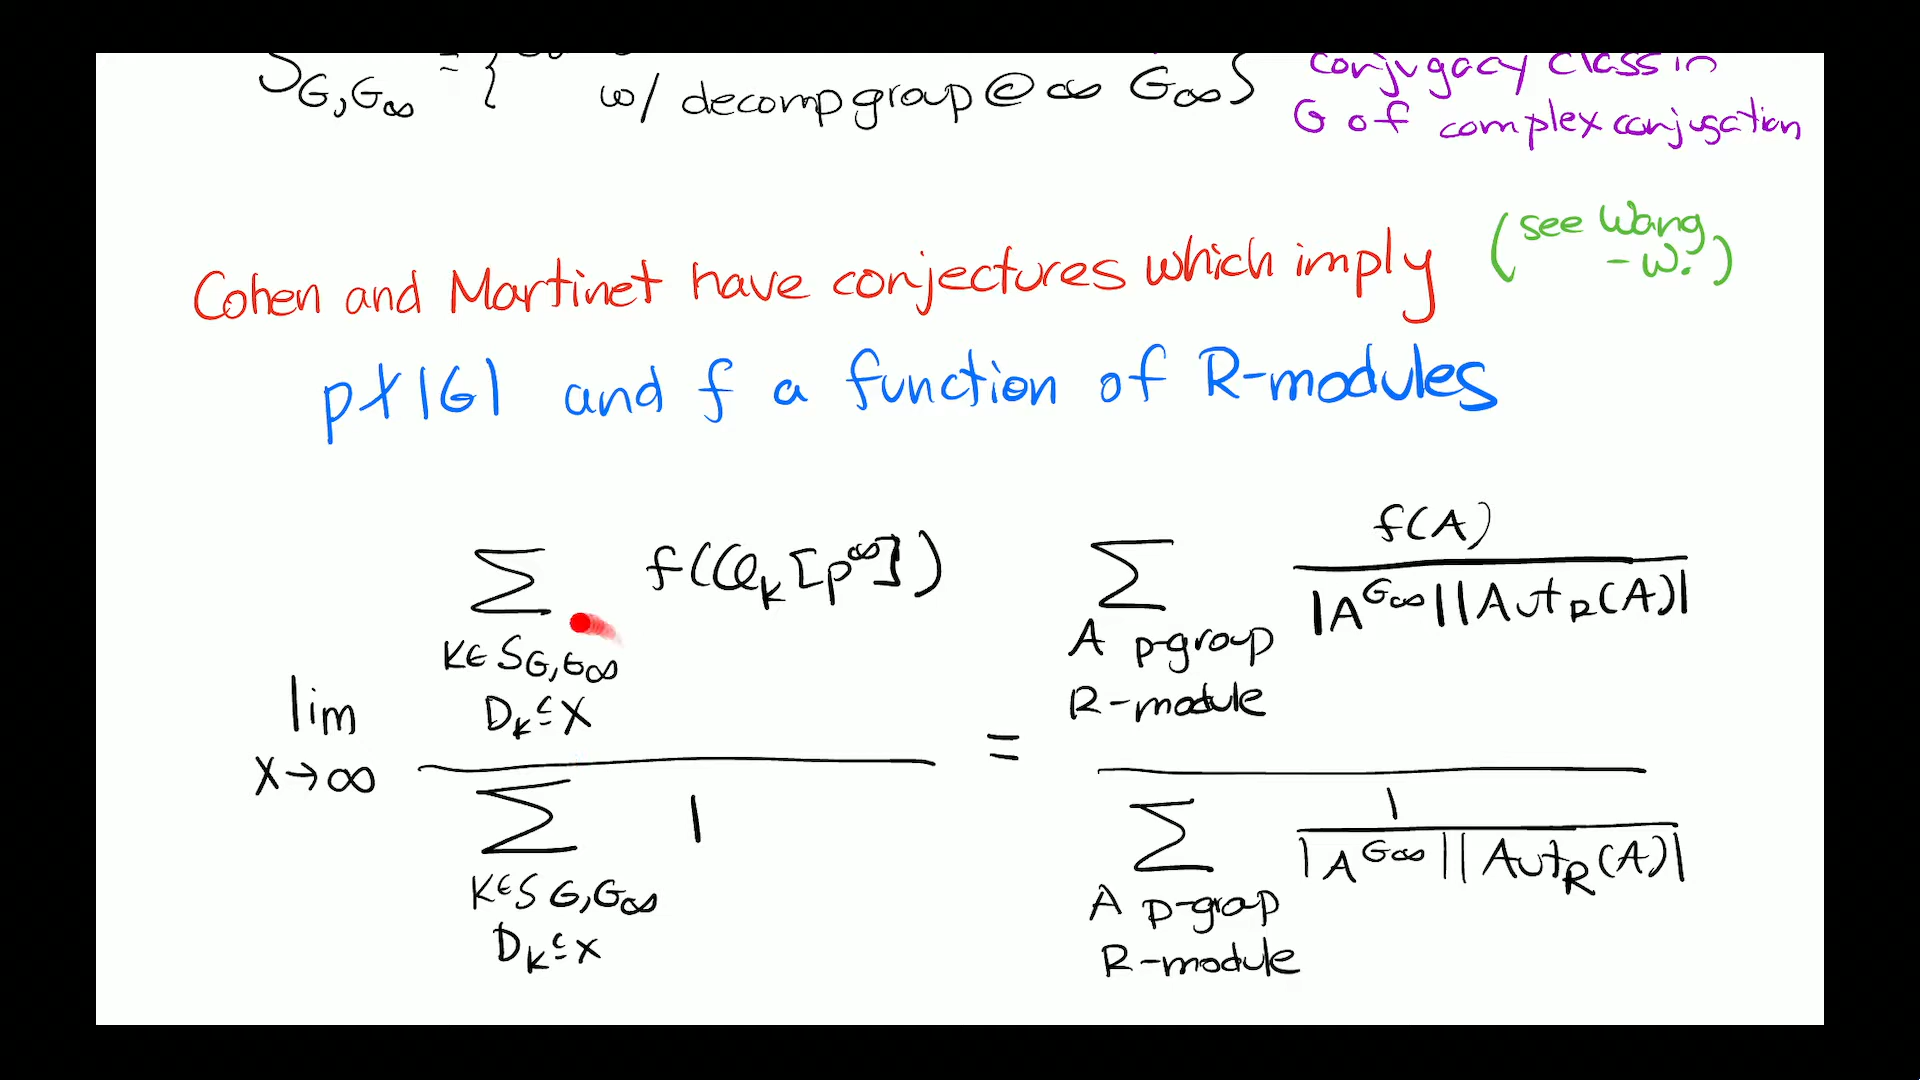 S_{G,G∞} = { w/ decomp group @ ∞ G∞ }
conjugacy class in
G of complex conjugation
Cohen and Martinet have conjectures which imply
(see Wang
-W.)
p∤|G| and f a function of R-modules
lim X→∞
∑ f(Cl_K[p^∞])
K∈S_{G,G∞}
D_K ≤ X
∑ 1
K∈S_{G,G∞}
D_K ≤ X
=
∑ f(A) / |A^{G∞}||Aut_R(A)|
A p-group
R-module
∑ 1 / |A^{G∞}||Aut_R(A)|
A p-group
R-module